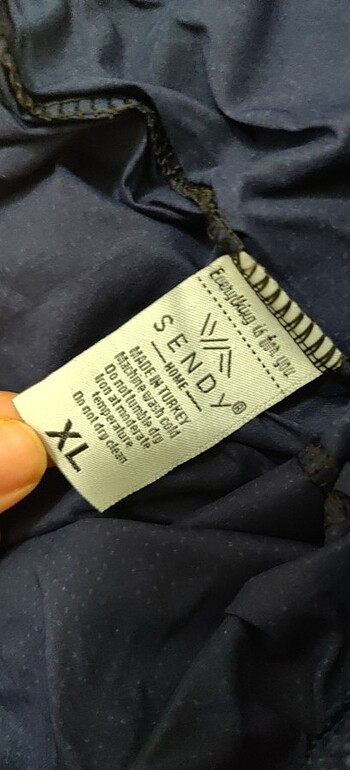 Everything is for you
SENDY®
HOME
MADE IN TURKEY
Machine wash cold
Do not tumble dry
Iron at moderate
temperature
Do not dry clean
XL